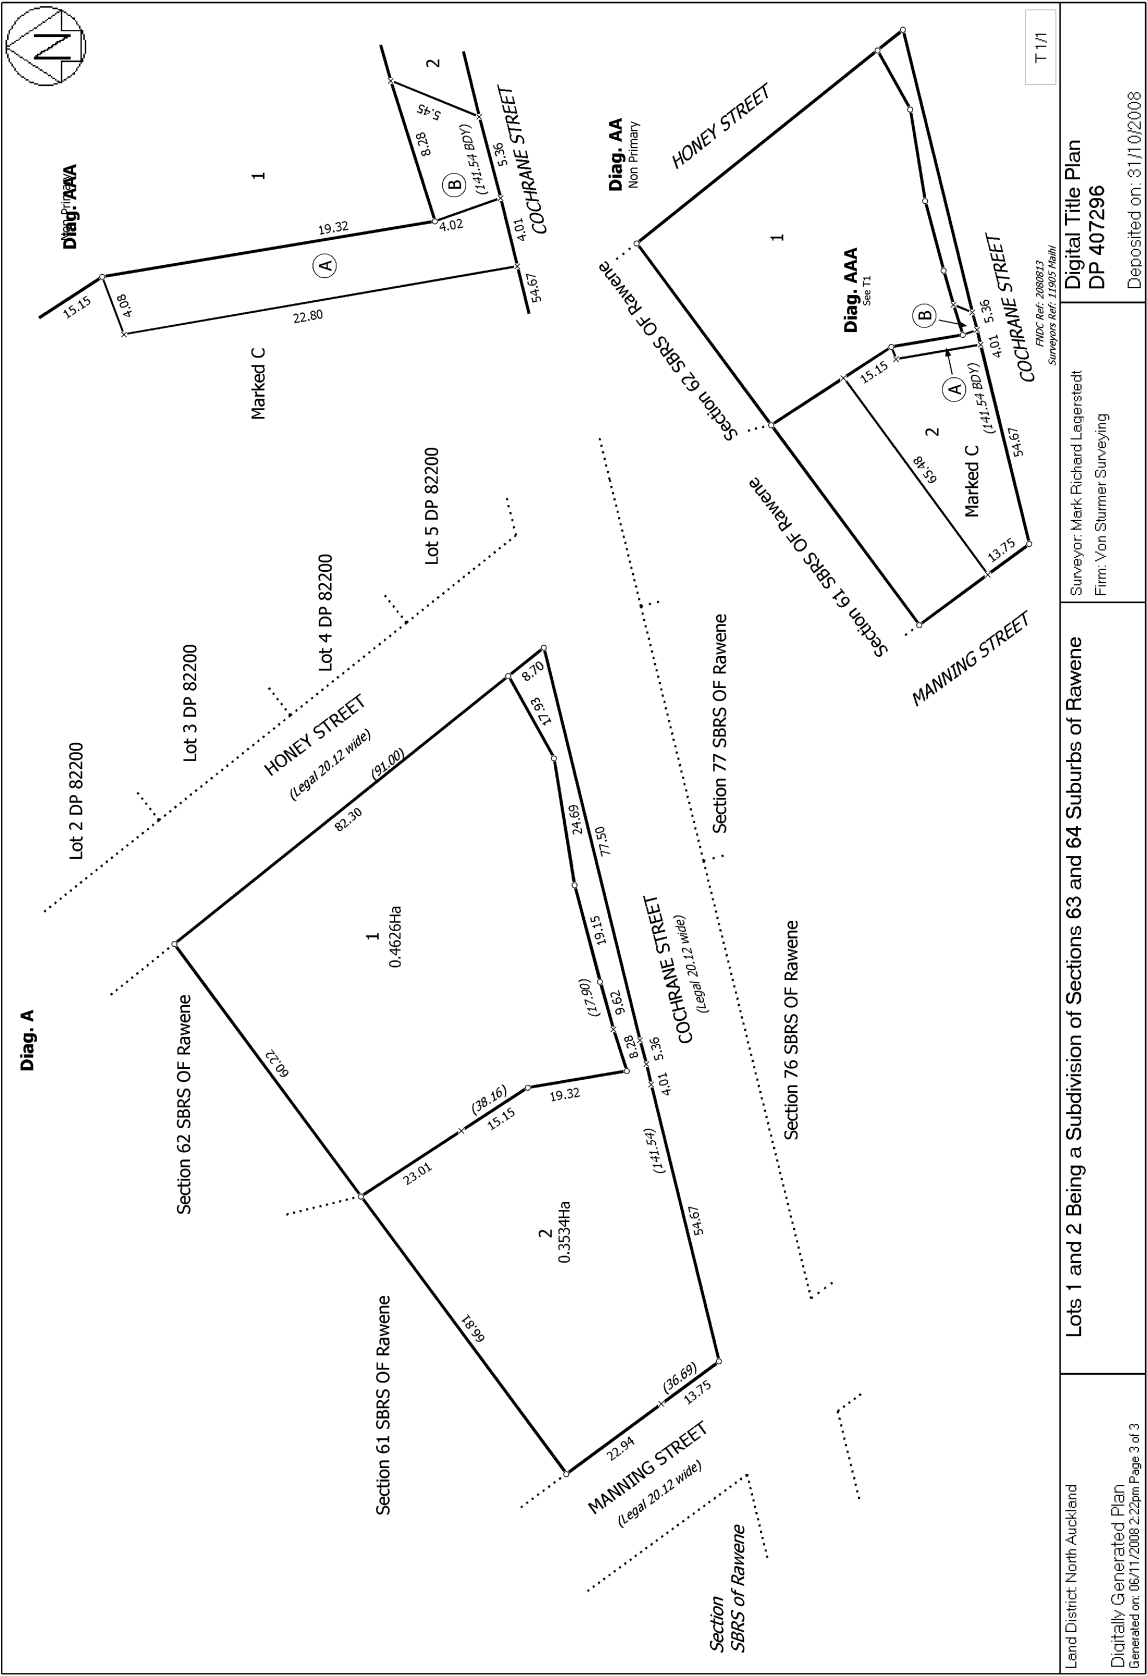 N
Diag. A
Lot 2 DP 82200
Lot 3 DP 82200
Lot 4 DP 82200
Lot 5 DP 82200
HONEY STREET
(Legal 20.12 wide)
Section 62 SBRS OF Rawene
Section 61 SBRS OF Rawene
82.30
(91.00)
8.70
17.93
24.69
77.50
19.15
(17.90)
9.62
8.28
5.36
4.01
60.22
1
0.4626Ha
23.01
(38.16)
15.15
19.32
(141.54)
54.67
2
0.3534Ha
66.81
22.94
(36.69)
13.75
COCHRANE STREET
(Legal 20.12 wide)
MANNING STREET
(Legal 20.12 wide)
Section 77 SBRS OF Rawene
Section 76 SBRS OF Rawene
Section
SBRS of Rawene
Diag. AAA
Non Primary
15.15
4.08
19.32
22.80
A
1
Marked C
8.28
5.45
2
B
(141.54 BDY)
4.02
5.36
4.01
54.67
COCHRANE STREET
Diag. AA
Non Primary
HONEY STREET
Section 62 SBRS OF Rawene
Section 61 SBRS OF Rawene
1
Diag. AAA
See T1
B
15.15
A
65.48
2
Marked C
(141.54 BDY)
5.36
4.01
54.67
13.75
COCHRANE STREET
MANNING STREET
FNDC Ref: 2080813
Surveyors Ref: 11905 Maihi
T 1/1
Land District: North Auckland
Digitally Generated Plan
Generated on: 06/11/2008 2:22pm Page 3 of 3
Lots 1 and 2 Being a Subdivision of Sections 63 and 64 Suburbs of Rawene
Surveyor: Mark Richard Lagerstedt
Firm: Von Sturmer Surveying
Digital Title Plan
DP 407296
Deposited on: 31/10/2008